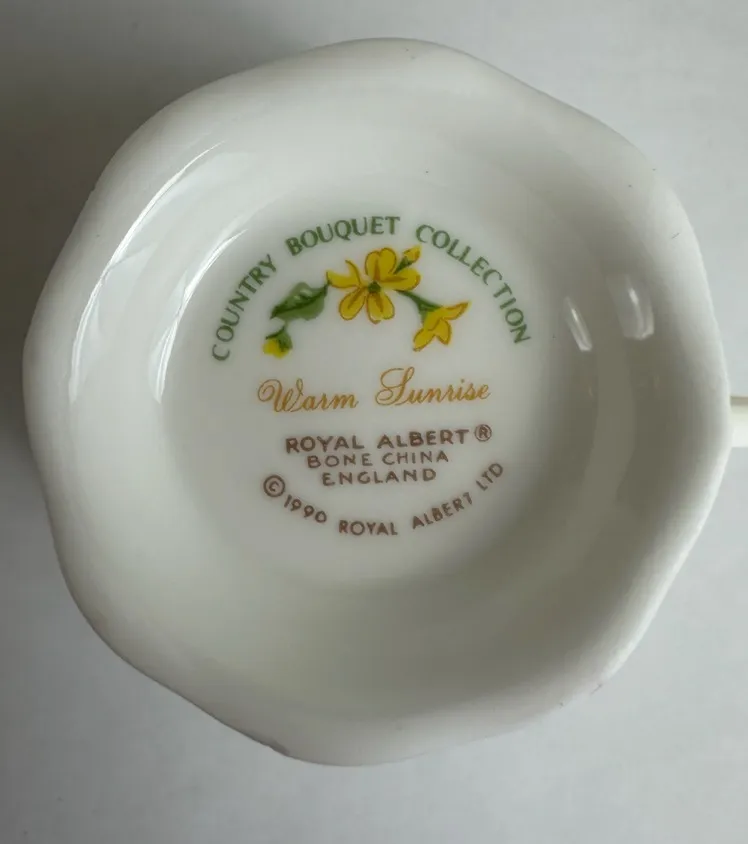 COUNTRY BOUQUET COLLECTION
Warm Sunrise
ROYAL ALBERT®
BONE CHINA
ENGLAND
©1990 ROYAL ALBERT LTD